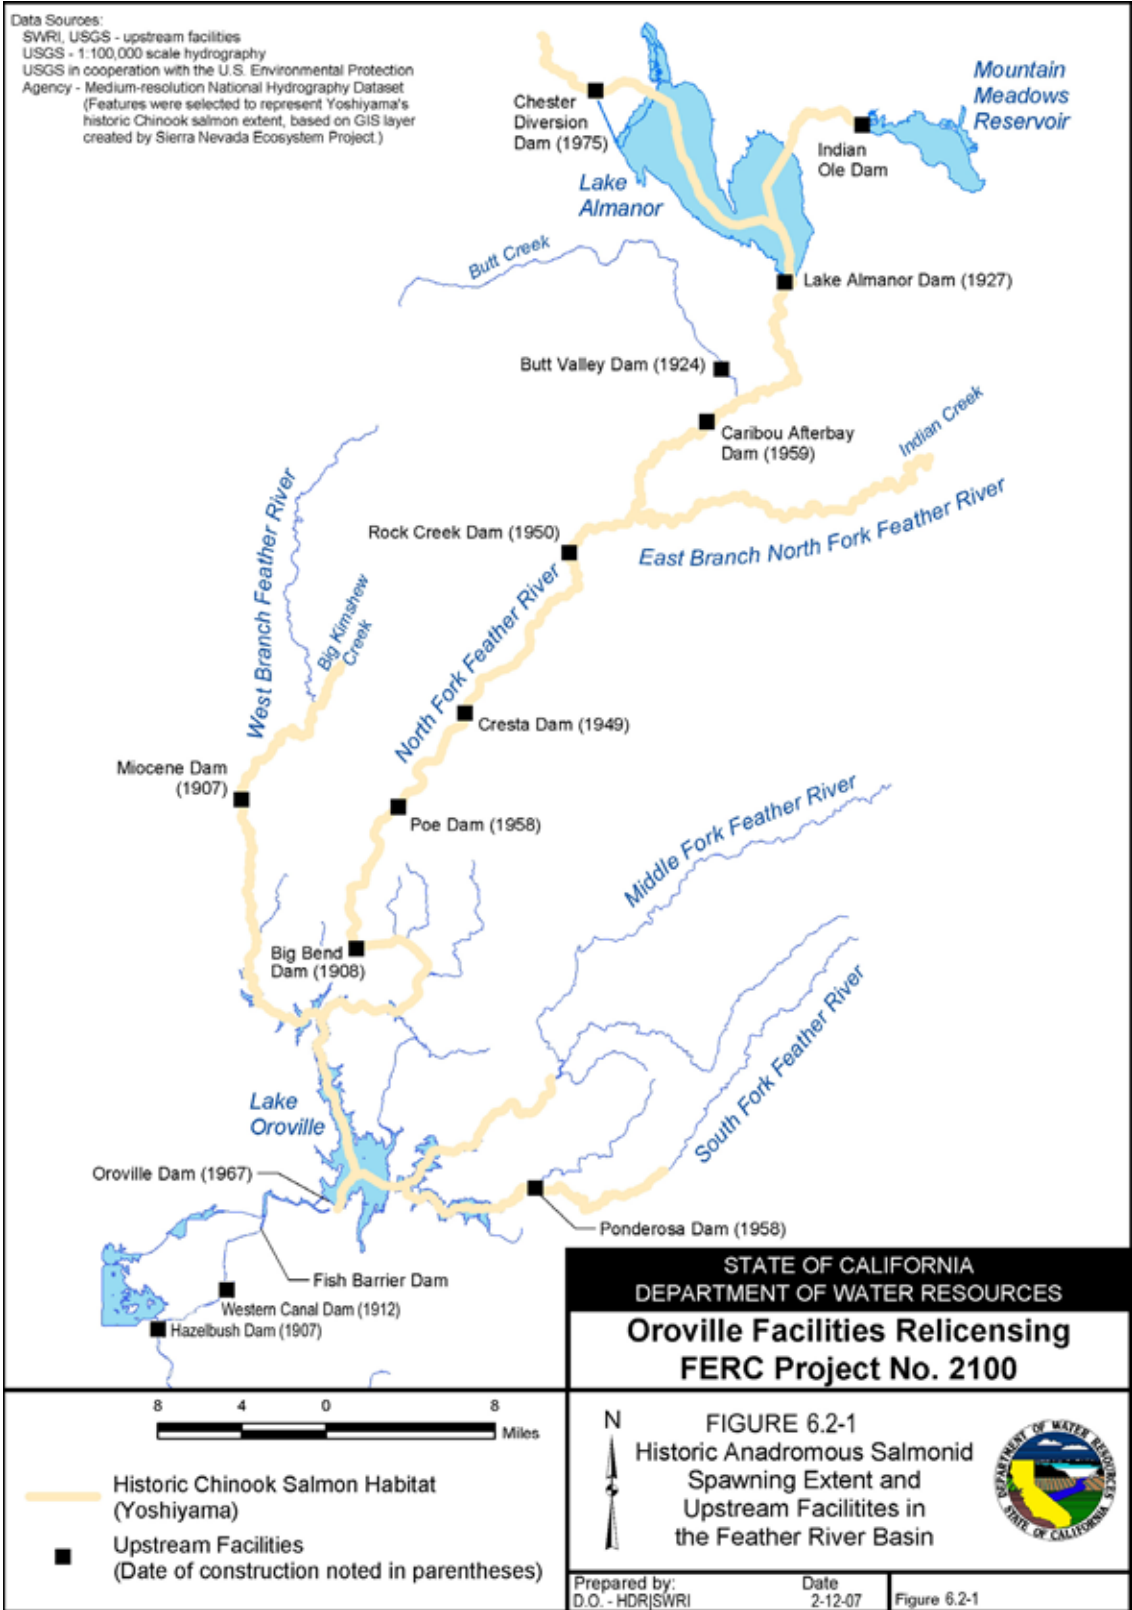 Data Sources:
SWRI, USGS - upstream facilities
USGS - 1:100,000 scale hydrography
USGS in cooperation with the U.S. Environmental Protection
Agency - Medium-resolution National Hydrography Dataset
(Features were selected to represent Yoshiyama's
historic Chinook salmon extent, based on GIS layer
created by Sierra Nevada Ecosystem Project.)
Mountain
Meadows
Reservoir
Chester
Diversion
Dam (1975)
Indian
Ole Dam
Lake
Almanor
Butt Creek
Lake Almanor Dam (1927)
Butt Valley Dam (1924)
Caribou Afterbay
Dam (1959)
Indian Creek
West Branch Feather River
Rock Creek Dam (1950)
East Branch North Fork Feather River
Big Kimshew
Creek
North Fork Feather River
Cresta Dam (1949)
Miocene Dam
(1907)
Poe Dam (1958)
Middle Fork Feather River
Big Bend
Dam (1908)
South Fork Feather River
Lake
Oroville
Oroville Dam (1967)
Ponderosa Dam (1958)
Fish Barrier Dam
Western Canal Dam (1912)
Hazelbush Dam (1907)
STATE OF CALIFORNIA
DEPARTMENT OF WATER RESOURCES
Oroville Facilities Relicensing
FERC Project No. 2100
8 4 0 8
Miles
Historic Chinook Salmon Habitat
(Yoshiyama)
Upstream Facilities
(Date of construction noted in parentheses)
N
FIGURE 6.2-1
Historic Anadromous Salmonid
Spawning Extent and
Upstream Facilitites in
the Feather River Basin
DEPARTMENT OF WATER RESOURCES
STATE OF CALIFORNIA
Prepared by:
D.O. - HDR|SWRI
Date
2-12-07
Figure 6.2-1